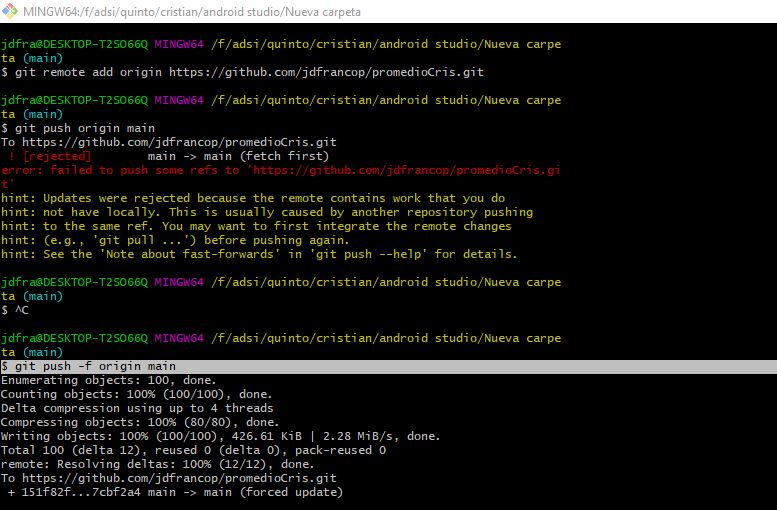 MINGW64:/f/adsi/quinto/cristian/android studio/Nueva carpeta
jdfra@DESKTOP-T2SO66Q MINGW64 /f/adsi/quinto/cristian/android studio/Nueva carpe
ta (main)
$ git remote add origin https://github.com/jdfrancop/promedioCris.git
jdfra@DESKTOP-T2SO66Q MINGW64 /f/adsi/quinto/cristian/android studio/Nueva carpe
ta (main)
$ git push origin main
To https://github.com/jdfrancop/promedioCris.git
 ! [rejected]        main -> main (fetch first)
error: failed to push some refs to 'https://github.com/jdfrancop/promedioCris.gi
t'
hint: Updates were rejected because the remote contains work that you do
hint: not have locally. This is usually caused by another repository pushing
hint: to the same ref. You may want to first integrate the remote changes
hint: (e.g., 'git pull ...') before pushing again.
hint: See the 'Note about fast-forwards' in 'git push --help' for details.
jdfra@DESKTOP-T2SO66Q MINGW64 /f/adsi/quinto/cristian/android studio/Nueva carpe
ta (main)
$ ^C
jdfra@DESKTOP-T2SO66Q MINGW64 /f/adsi/quinto/cristian/android studio/Nueva carpe
ta (main)
$ git push -f origin main
Enumerating objects: 100, done.
Counting objects: 100% (100/100), done.
Delta compression using up to 4 threads
Compressing objects: 100% (80/80), done.
Writing objects: 100% (100/100), 426.61 KiB | 2.28 MiB/s, done.
Total 100 (delta 12), reused 0 (delta 0), pack-reused 0
remote: Resolving deltas: 100% (12/12), done.
To https://github.com/jdfrancop/promedioCris.git
 + 151f82f...7cbf2a4 main -> main (forced update)